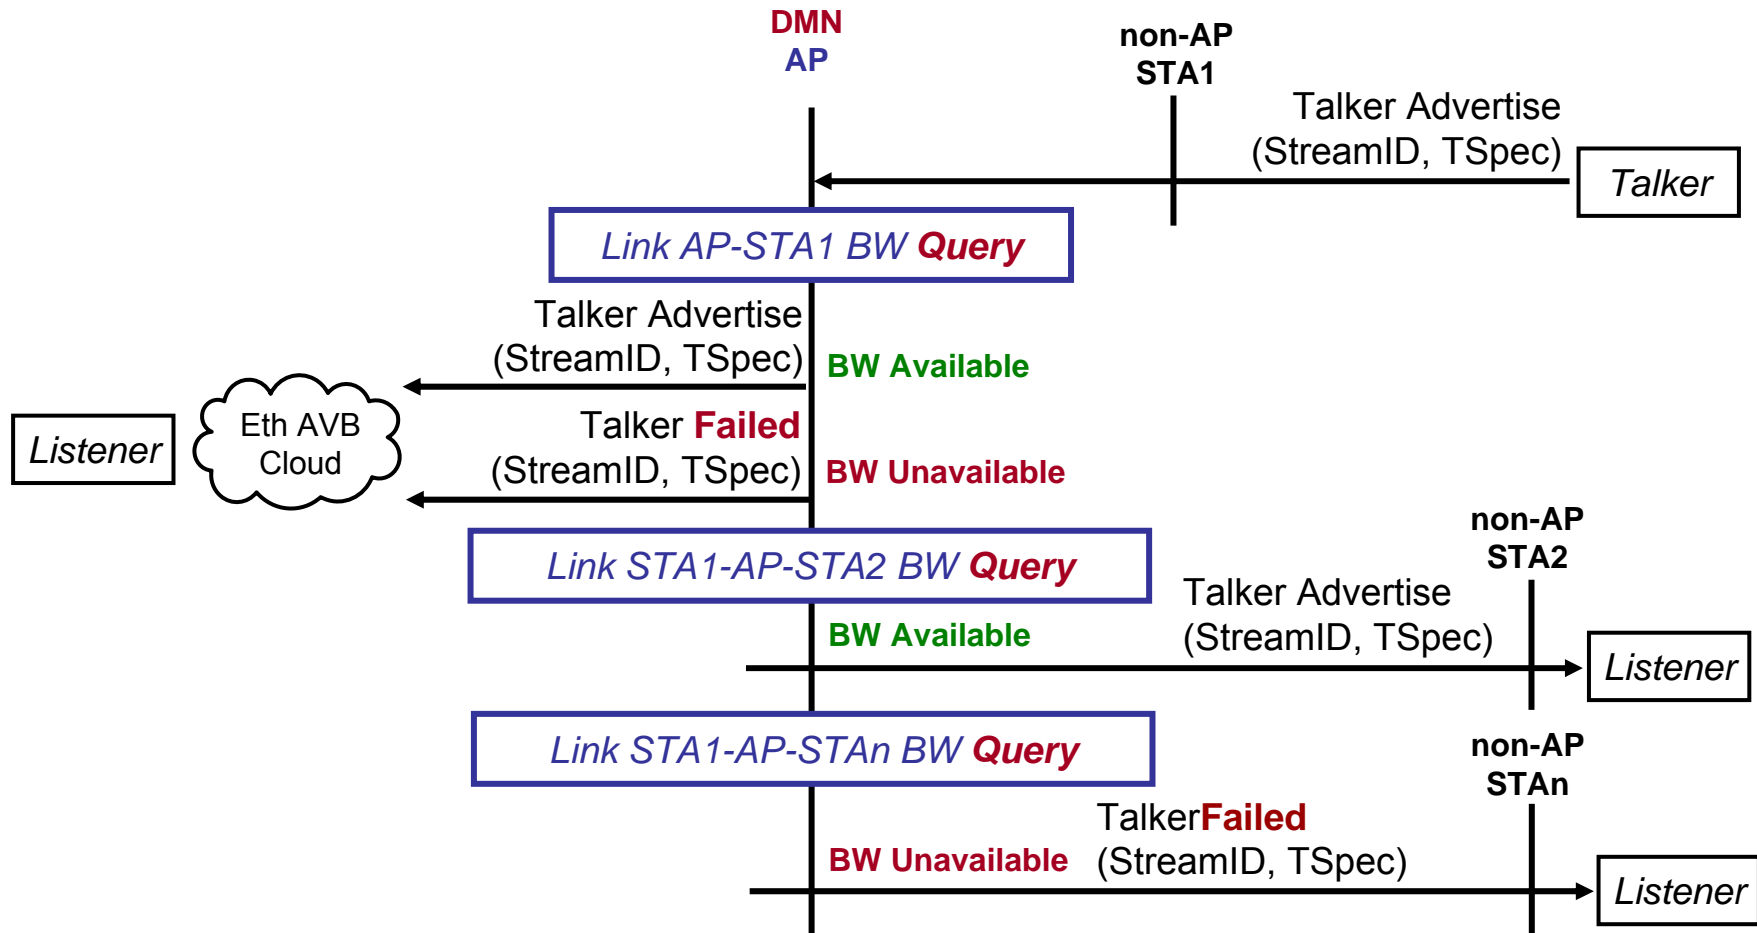 DMN
AP
non-AP
STA1
Talker Advertise
(StreamID, TSpec)
Talker
Link AP-STA1 BW Query
Talker Advertise
(StreamID, TSpec)
BW Available
Listener
Eth AVB
Cloud
Talker Failed
(StreamID, TSpec)
BW Unavailable
Link STA1-AP-STA2 BW Query
non-AP
STA2
BW Available
Talker Advertise
(StreamID, TSpec)
Listener
Link STA1-AP-STAn BW Query
non-AP
STAn
BW Unavailable
TalkerFailed
(StreamID, TSpec)
Listener